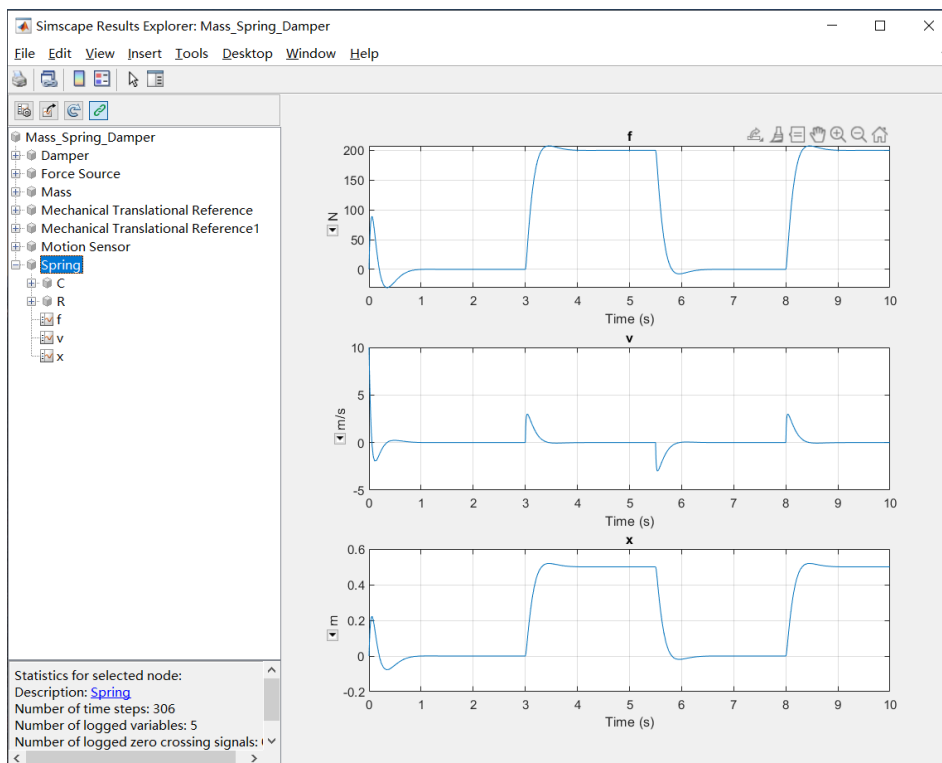 Simscape Results Explorer: Mass_Spring_Damper
File Edit View Insert Tools Desktop Window Help
Mass_Spring_Damper
Damper
Force Source
Mass
Mechanical Translational Reference
Mechanical Translational Reference1
Motion Sensor
Spring
C
R
f
v
x
Statistics for selected node:
Description: Spring
Number of time steps: 306
Number of logged variables: 5
Number of logged zero crossing signals:
f
200
150
100
50
0
N
0 1 2 3 4 5 6 7 8 9 10
Time (s)
v
10
5
0
-5
m/s
0 1 2 3 4 5 6 7 8 9 10
Time (s)
x
0.6
0.4
0.2
0
-0.2
m
0 1 2 3 4 5 6 7 8 9 10
Time (s)